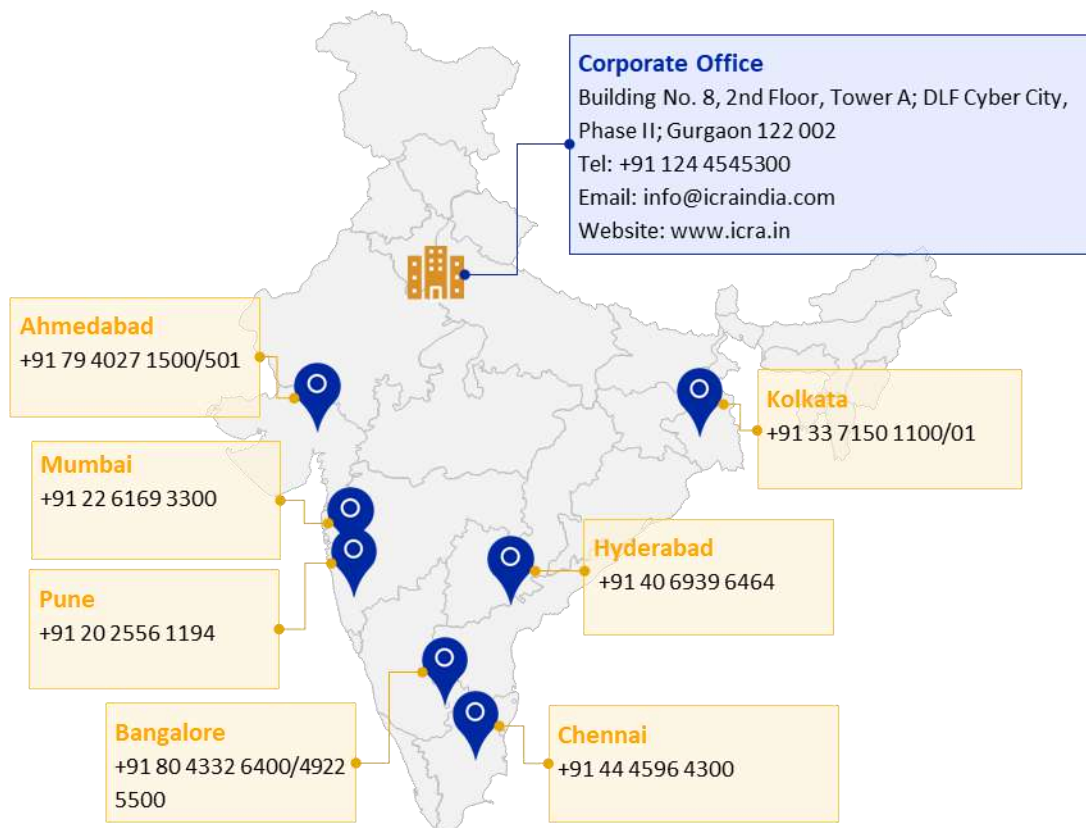 Corporate Office
Building No. 8, 2nd Floor, Tower A; DLF Cyber City,
Phase II; Gurgaon 122 002
Tel: +91 124 4545300
Email: info@icraindia.com
Website: www.icra.in
Ahmedabad
+91 79 4027 1500/501
Kolkata
+91 33 7150 1100/01
Mumbai
+91 22 6169 3300
Hyderabad
+91 40 6939 6464
Pune
+91 20 2556 1194
Bangalore
+91 80 4332 6400/4922
5500
Chennai
+91 44 4596 4300